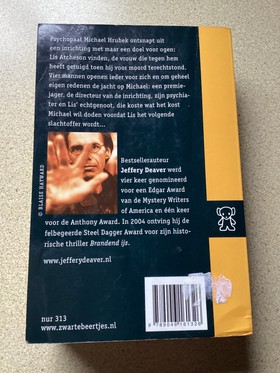 Psychopaat Michael Hrubek ontsnapt uit
een inrichting met maar een doel voor ogen:
Lis Atcheson vinden, de vrouw die tegen hem
heeft getuigd toen hij voor moord terechtstond.
Vier mannen openen ieder voor zich en om geheel
eigen redenen de jacht op Michael: een premie-
jager, de directeur van de inrichting, zijn psychia-
ter en Lis' echtgenoot, die koste wat het kost
Michael wil doden voordat Lis het volgende
slachtoffer wordt...
© BLAISE HAYWARD
Bestsellerauteur
Jeffery Deaver werd
vier keer genomineerd
voor een Edgar Award
van de Mystery Writers
of America en één keer
voor de Anthony Award. In 2004 ontving hij de
felbegeerde Steel Dagger Award voor zijn his-
torische thriller Brandend ijs.
www.jefferydeaver.nl
nur 313
www.zwartebeertjes.nl